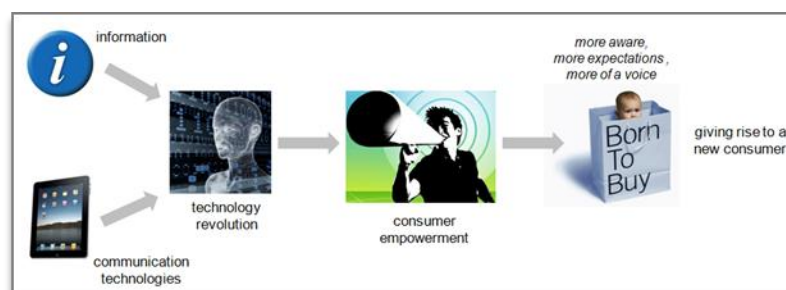 information
i
communication
technologies
technology
revolution
consumer
empowerment
more aware,
more expectations ,
more of a voice
Born
To
Buy
giving rise to a
new consumer